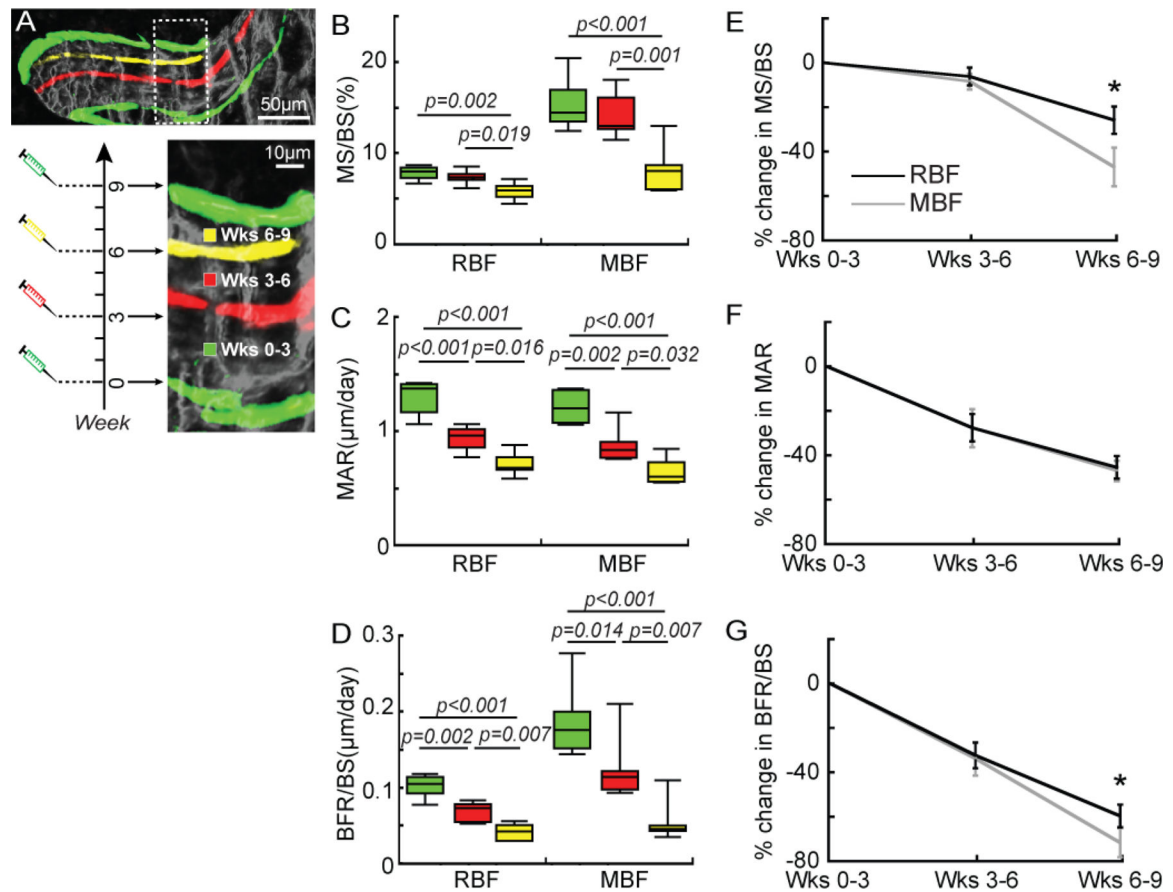 A
50µm
10µm
9
6
3
0
Week
Wks 6-9
Wks 3-6
Wks 0-3
B
MS/BS(%)
20
10
0
p<0.001
p=0.001
p=0.002
p=0.019
RBF
MBF
C
MAR(µm/day)
2
1
0
p<0.001
p<0.001
p=0.016
p<0.001
p=0.002
p=0.032
RBF
MBF
D
BFR/BS(µm/day)
0.3
0.2
0.1
0
p<0.001
p=0.002
p=0.007
p<0.001
p=0.014
p=0.007
RBF
MBF
E
% change in MS/BS
0
-40
-80
RBF
MBF
*
Wks 0-3
Wks 3-6
Wks 6-9
F
% change in MAR
0
-40
-80
Wks 0-3
Wks 3-6
Wks 6-9
G
% change in BFR/BS
0
-40
-80
*
Wks 0-3
Wks 3-6
Wks 6-9